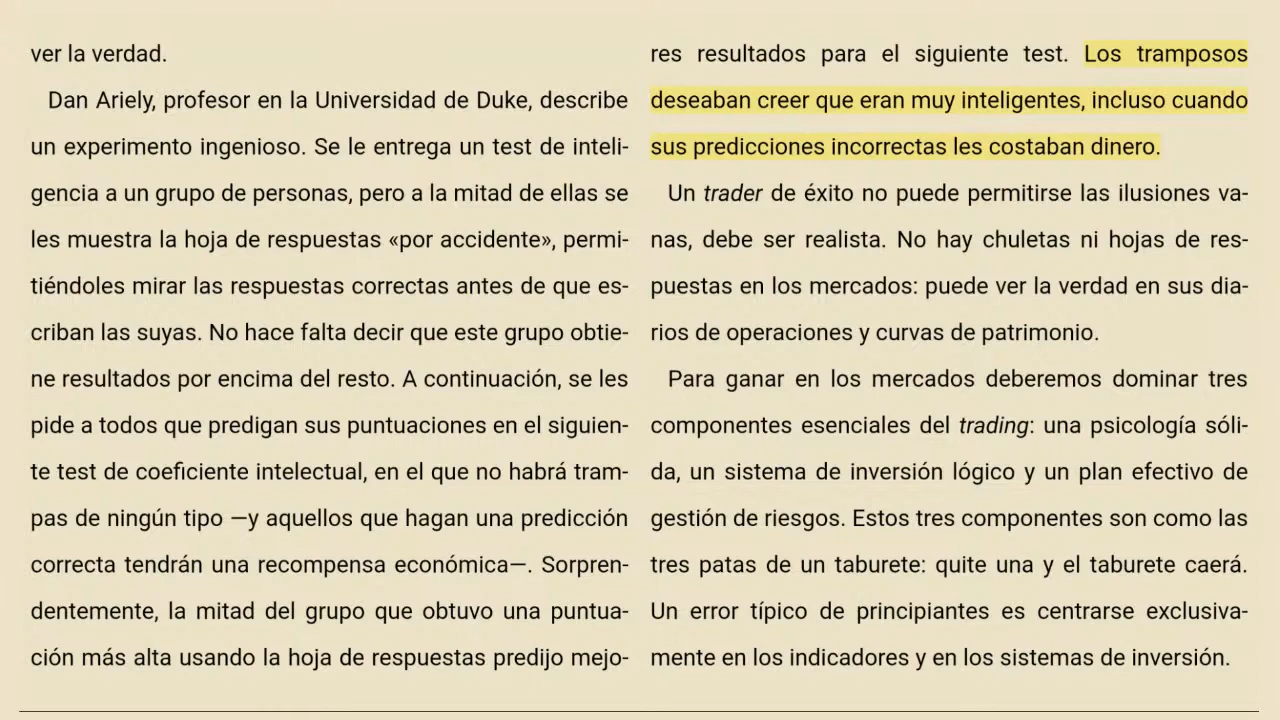 ver la verdad.
Dan Ariely, profesor en la Universidad de Duke, describe
un experimento ingenioso. Se le entrega un test de inteli-
gencia a un grupo de personas, pero a la mitad de ellas se
les muestra la hoja de respuestas «por accidente», permi-
tiéndoles mirar las respuestas correctas antes de que es-
criban las suyas. No hace falta decir que este grupo obtie-
ne resultados por encima del resto. A continuación, se les
pide a todos que predigan sus puntuaciones en el siguien-
te test de coeficiente intelectual, en el que no habrá tram-
pas de ningún tipo —y aquellos que hagan una predicción
correcta tendrán una recompensa económica—. Sorpren-
dentemente, la mitad del grupo que obtuvo una puntua-
ción más alta usando la hoja de respuestas predijo mejo-
res resultados para el siguiente test. Los tramposos
deseaban creer que eran muy inteligentes, incluso cuando
sus predicciones incorrectas les costaban dinero.
Un trader de éxito no puede permitirse las ilusiones va-
nas, debe ser realista. No hay chuletas ni hojas de res-
puestas en los mercados: puede ver la verdad en sus dia-
rios de operaciones y curvas de patrimonio.
Para ganar en los mercados deberemos dominar tres
componentes esenciales del trading: una psicología sóli-
da, un sistema de inversión lógico y un plan efectivo de
gestión de riesgos. Estos tres componentes son como las
tres patas de un taburete: quite una y el taburete caerá.
Un error típico de principiantes es centrarse exclusiva-
mente en los indicadores y en los sistemas de inversión.